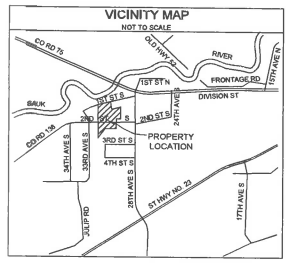 VICINITY MAP
NOT TO SCALE
CO RD 75
OLD HWY 52
RIVER
15TH AVE N
1ST ST N
FRONTAGE RD
DIVISION ST
SAUK
1ST ST S
24TH AVE S
2ND ST S
2ND ST S
CO RD 138
PROPERTY
LOCATION
3RD ST S
4TH ST S
34TH AVE S
33RD AVE S
28TH AVE S
ST HWY NO. 23
17TH AVE S
JULIP RD